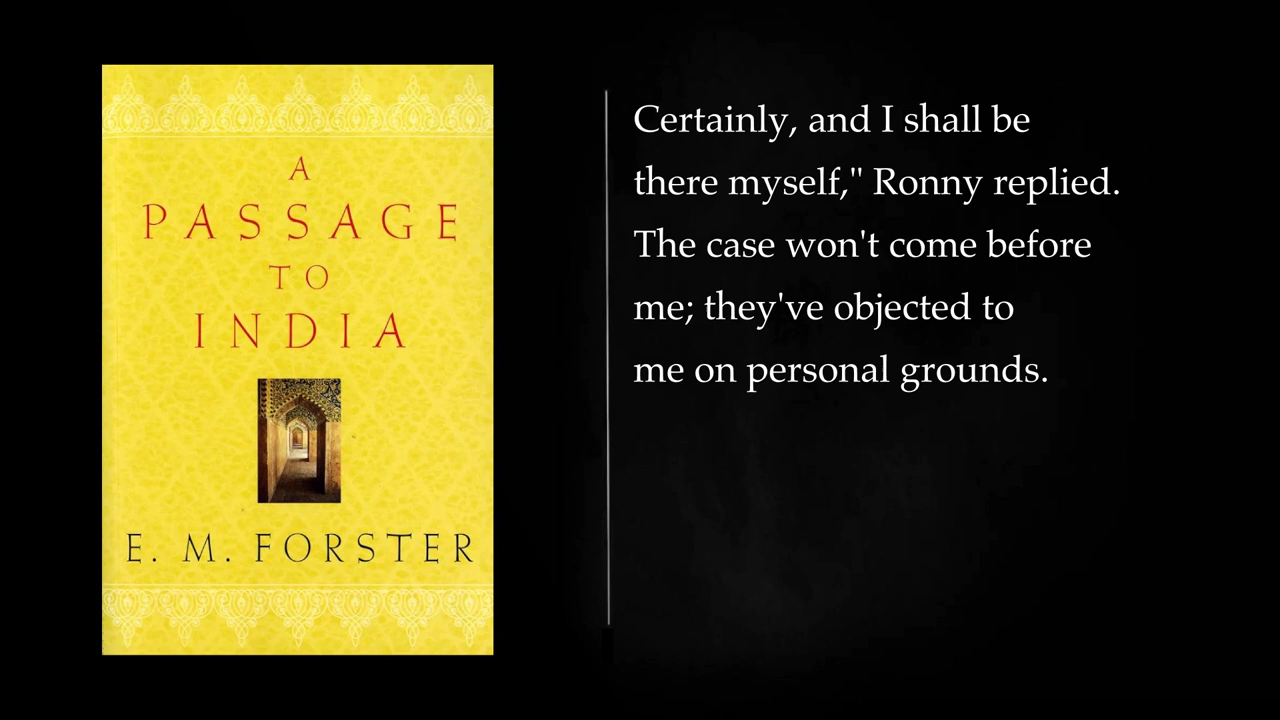 A
PASSAGE
TO
INDIA
E. M. FORSTER
Certainly, and I shall be
there myself," Ronny replied.
The case won't come before
me; they've objected to
me on personal grounds.